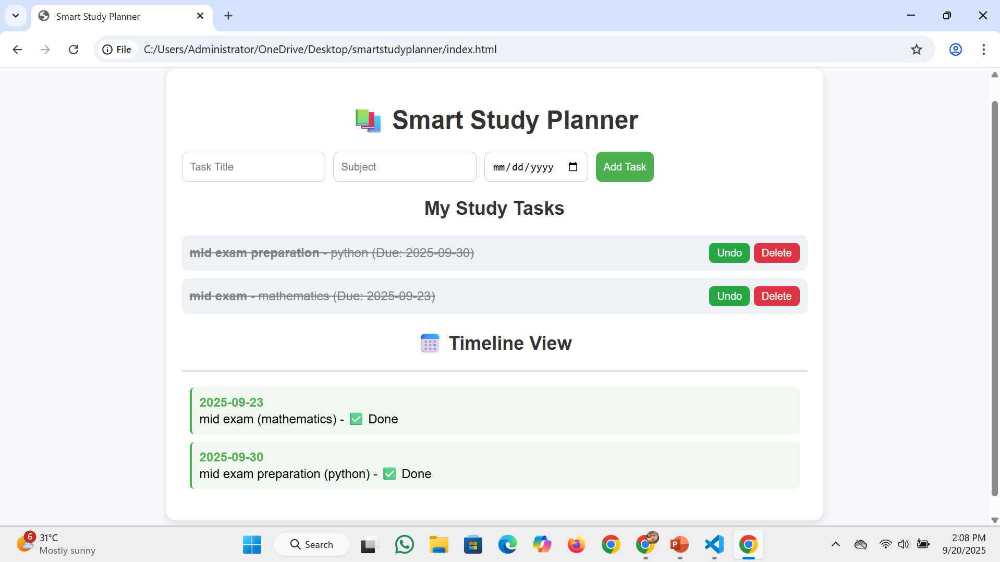 Smart Study Planner
File C:/Users/Administrator/OneDrive/Desktop/smartstudyplanner/index.html
Smart Study Planner
Task Title Subject mm/dd/yyyy Add Task
My Study Tasks
mid exam preparation - python (Due: 2025-09-30) Undo Delete
mid exam - mathematics (Due: 2025-09-23) Undo Delete
Timeline View
2025-09-23
mid exam (mathematics) - ✅ Done
2025-09-30
mid exam preparation (python) - ✅ Done
6
31°C
Mostly sunny
Search
P
2:08 PM
9/20/2025